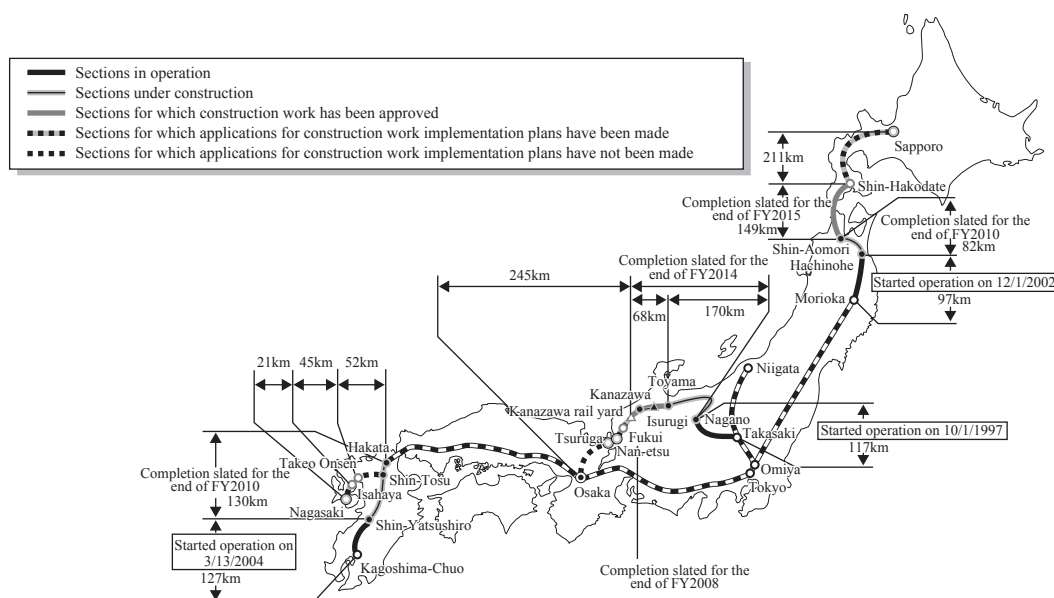 Sections in operation
Sections under construction
Sections for which construction work has been approved
Sections for which applications for construction work implementation plans have been made
Sections for which applications for construction work implementation plans have not been made
Sapporo
211km
Shin-Hakodate
Completion slated for the
end of FY2015
149km
Completion slated for the
end of FY2010
82km
Shin-Aomori
Hachinohe
Started operation on 12/1/2002
97km
Morioka
Completion slated for the
end of FY2014
245km
68km
170km
Niigata
21km
45km
52km
Toyama
Kanazawa
Kanazawa rail yard
Isurugi
Nagano
Takasaki
Started operation on 10/1/1997
117km
Tsuruga
Fukui
Nan-etsu
Omiya
Tokyo
Osaka
Hakata
Takeo Onsen
Shin-Tosu
Isahaya
Nagasaki
Completion slated for the
end of FY2010
130km
Shin-Yatsushiro
Started operation on
3/13/2004
127km
Kagoshima-Chuo
Completion slated for the
end of FY2008